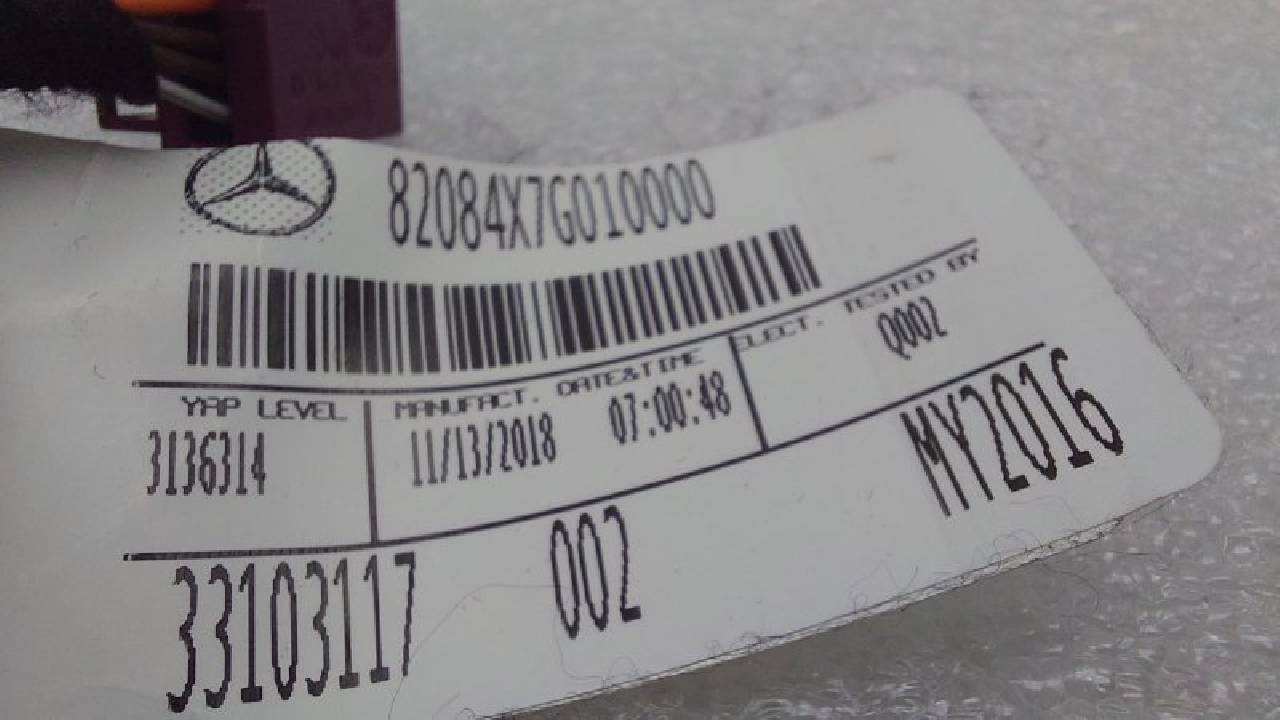 82084X7G010000
ELECT. TESTED BY
Q002
YAP LEVEL
3136314
MANUFACT. DATE&TIME
11/13/2018 07:00:48
33103117 002 MY2016